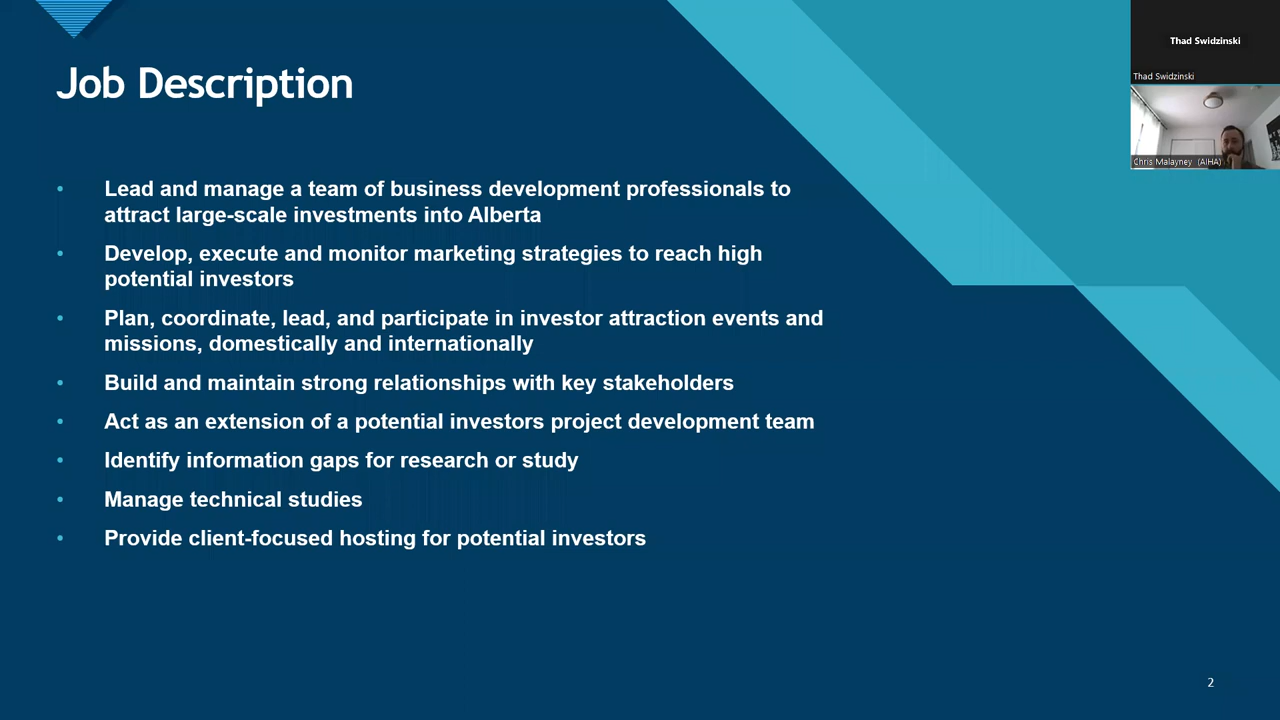 Job Description
Lead and manage a team of business development professionals to
attract large-scale investments into Alberta
Develop, execute and monitor marketing strategies to reach high
potential investors
Plan, coordinate, lead, and participate in investor attraction events and
missions, domestically and internationally
Build and maintain strong relationships with key stakeholders
Act as an extension of a potential investors project development team
Identify information gaps for research or study
Manage technical studies
Provide client-focused hosting for potential investors
2
Thad Swidzinski
Thad Swidzinski
Chris Malayney (AIHA)